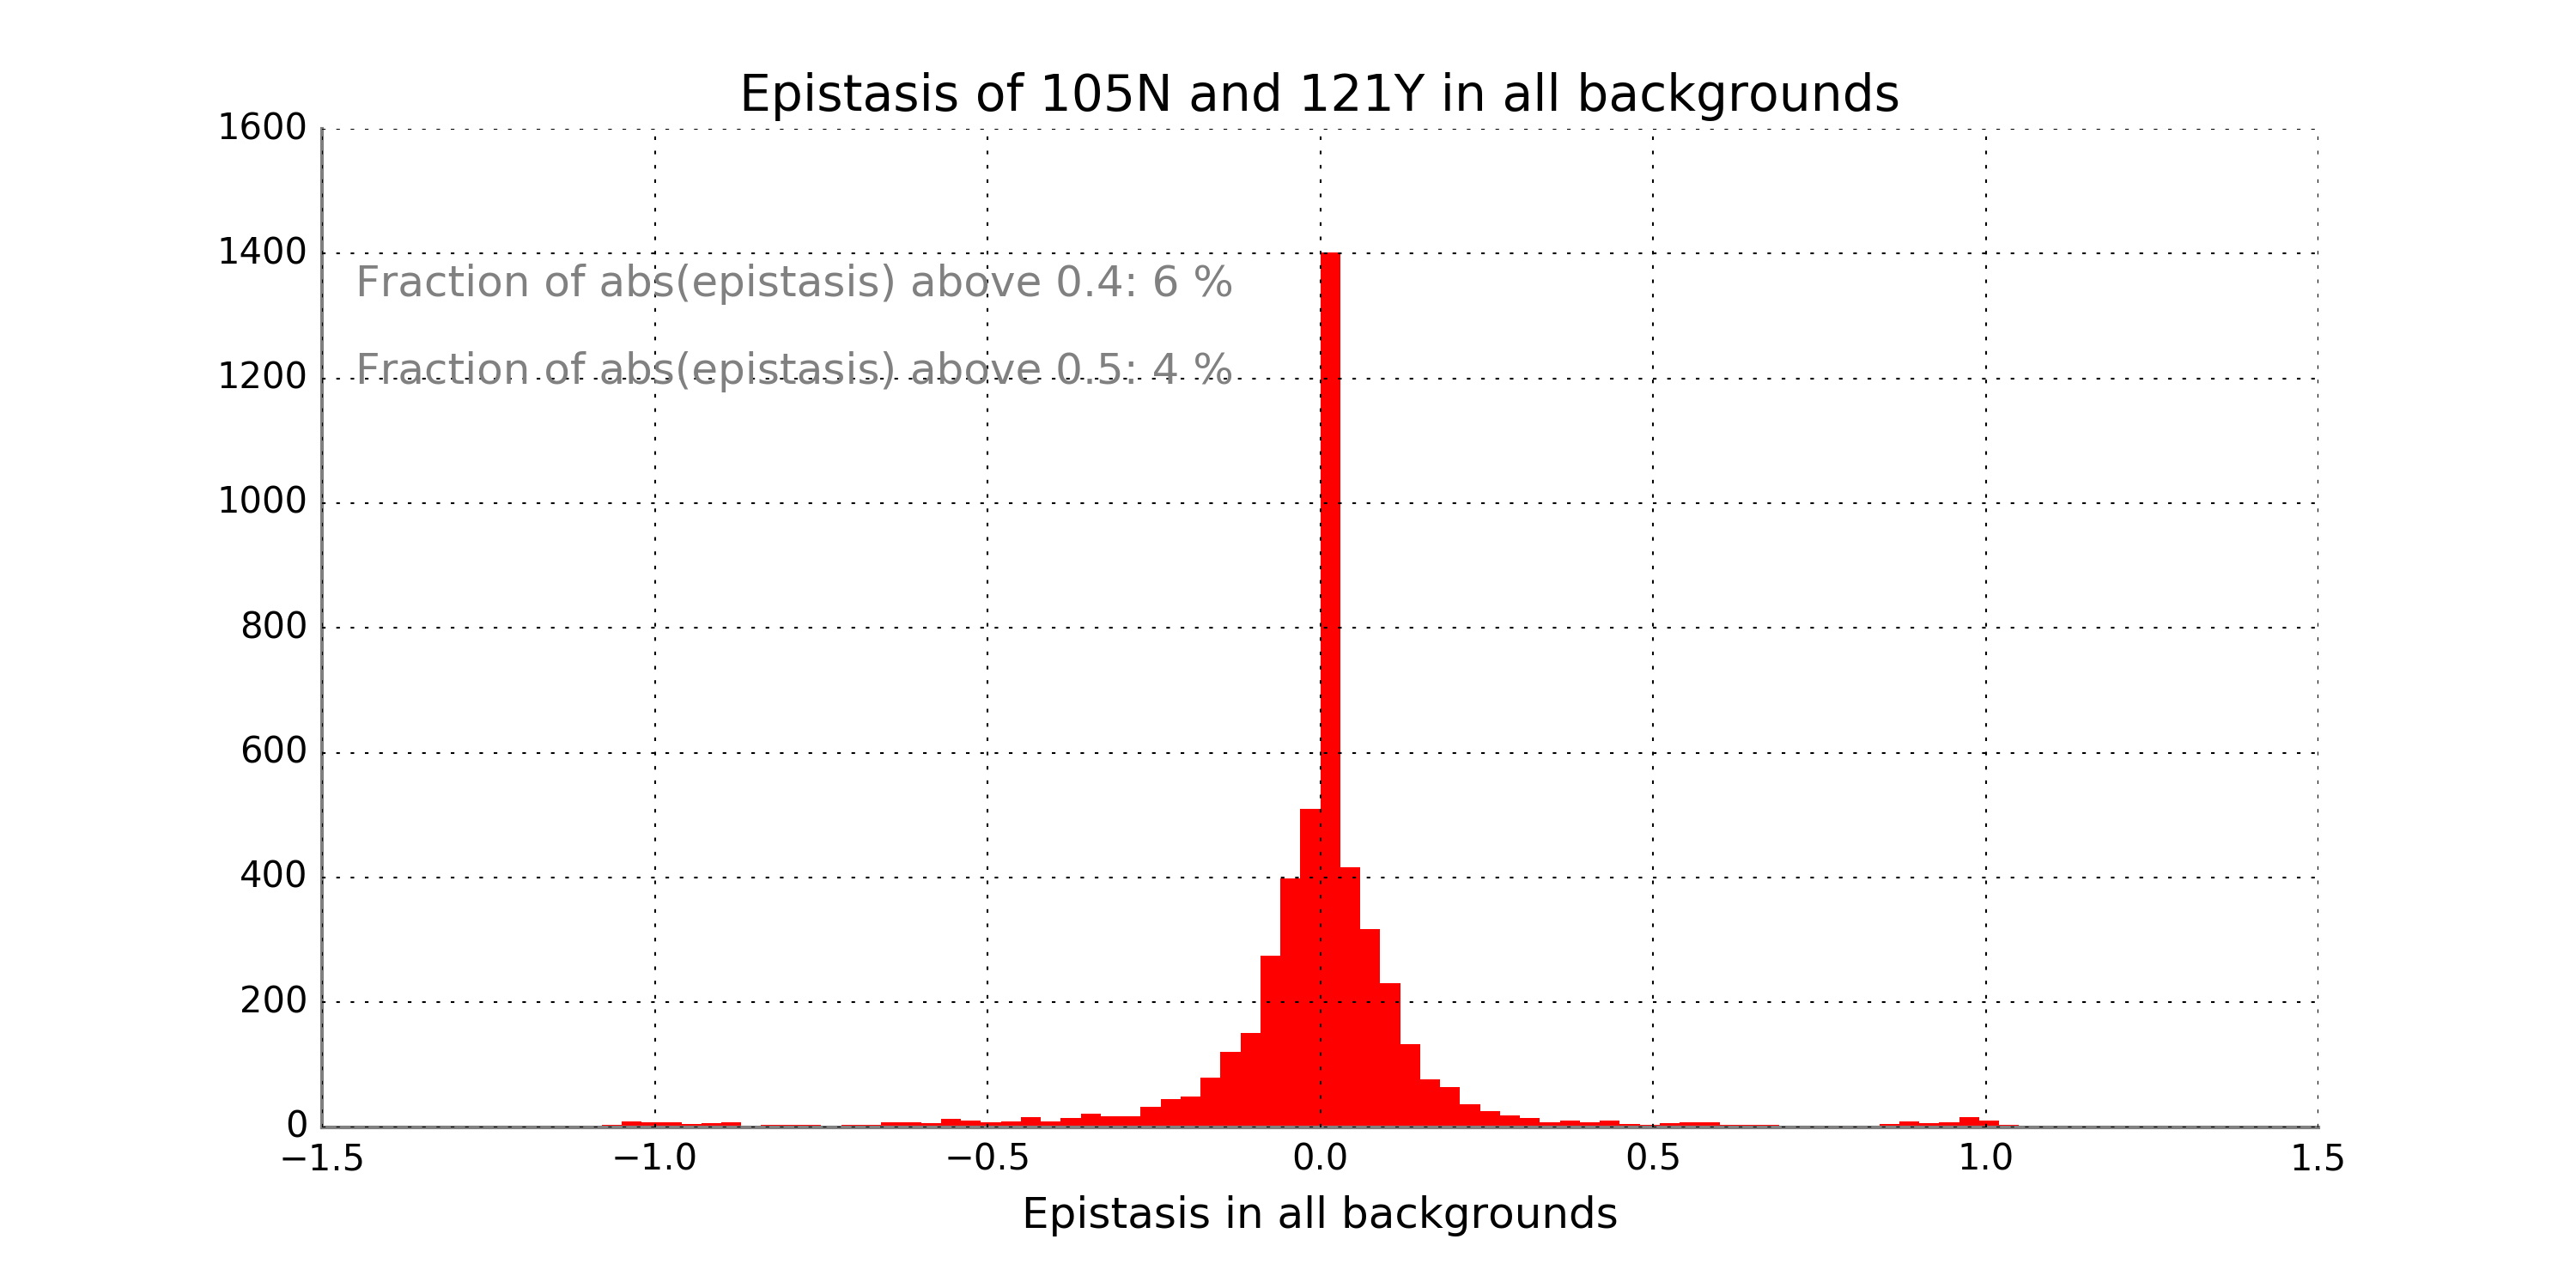 Epistasis of 105N and 121Y in all backgrounds
1600
1400
Fraction of abs(epistasis) above 0.4: 6 %
1200
Fraction of abs(epistasis) above 0.5: 4 %
1000
800
600
400
200
0
−1.5 −1.0 −0.5 0.0 0.5 1.0 1.5
Epistasis in all backgrounds